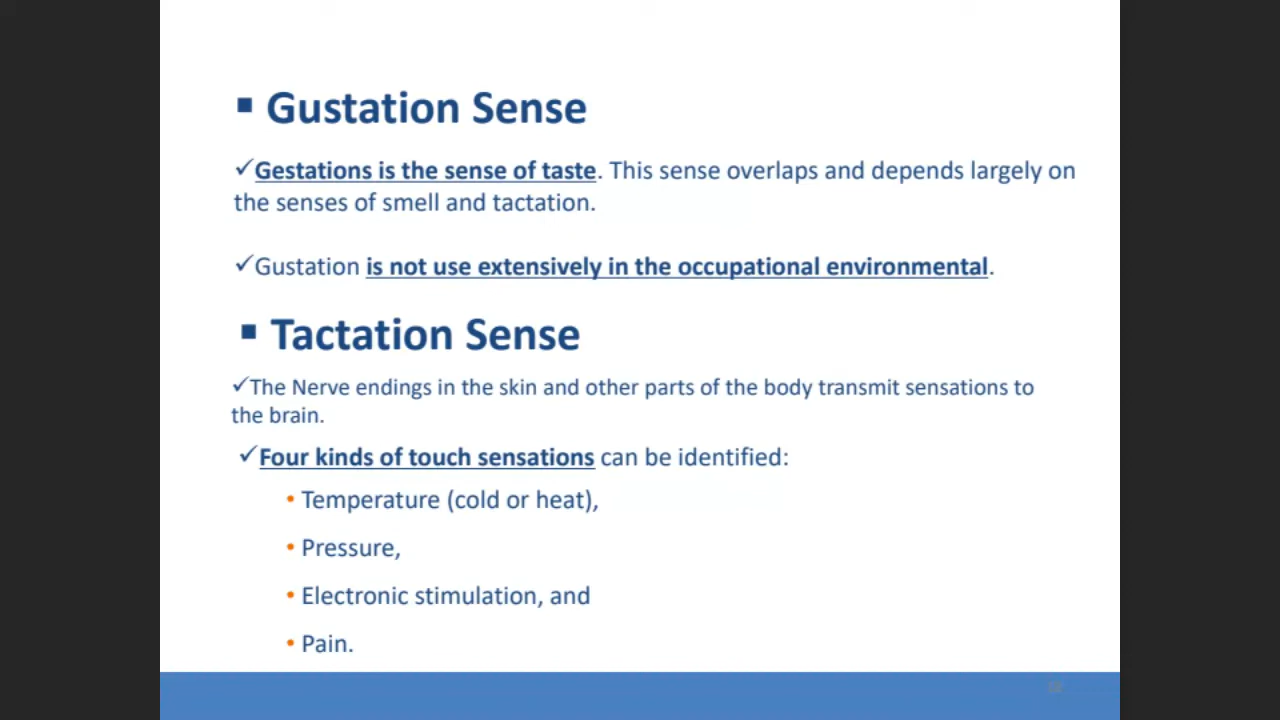 ▪ Gustation Sense
✓Gestations is the sense of taste. This sense overlaps and depends largely on
the senses of smell and tactation.
✓Gustation is not use extensively in the occupational environmental.
▪ Tactation Sense
✓The Nerve endings in the skin and other parts of the body transmit sensations to
the brain.
✓Four kinds of touch sensations can be identified:
• Temperature (cold or heat),
• Pressure,
• Electronic stimulation, and
• Pain.